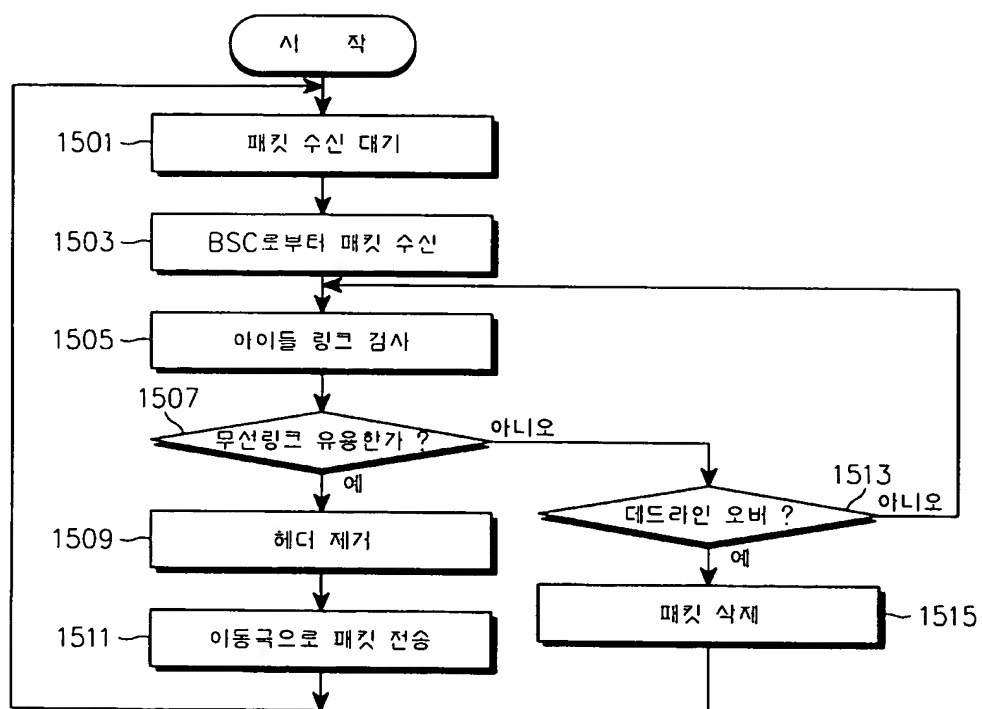 시 작
1501
패킷 수신 대기
1503
BSC로부터 패킷 수신
1505
아이들 링크 검사
1507
무선링크 유용한가 ?
아니오
예
1513
데드라인 오버 ?
아니오
예
1509
헤더 제거
1511
이동국으로 패킷 전송
패킷 삭제
1515